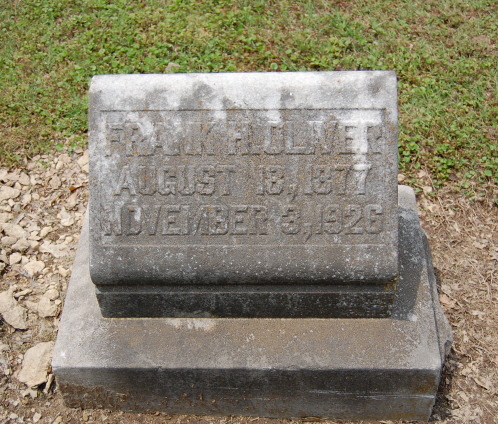 FRANK H. OLIVER
AUGUST 18, 1877
NOVEMBER 3, 1926